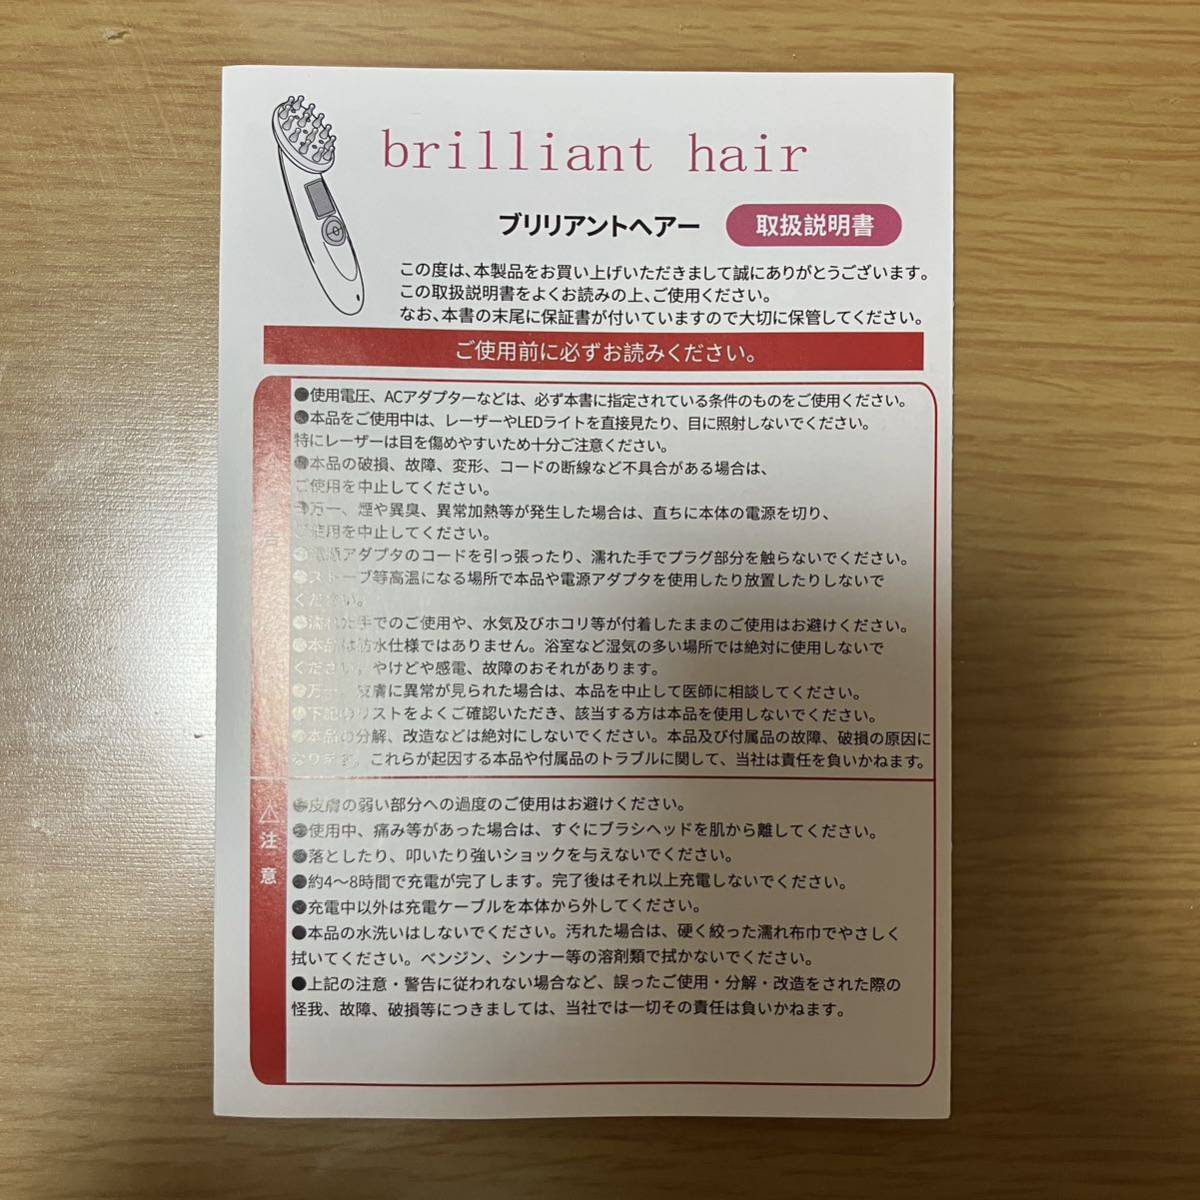 brilliant hair
ブリリアントヘアー 取扱説明書
この度は、本製品をお買い上げいただきまして誠にありがとうございます。
この取扱説明書をよくお読みの上、ご使用ください。
なお、本書の末尾に保証書が付いていますので大切に保管してください。
ご使用前に必ずお読みください。
●使用電圧、ACアダプターなどは、必ず本書に指定されている条件のものをご使用ください。
●本品をご使用中は、レーザーやLEDライトを直接見たり、目に照射しないでください。
特にレーザーは目を傷めやすいため十分ご注意ください。
●本品の破損、故障、変形、コードの断線など不具合がある場合は、
ご使用を中止してください。
●万一、煙や異臭、異常加熱等が発生した場合は、直ちに本体の電源を切り、
ご使用を中止してください。
●電源アダプタのコードを引っ張ったり、濡れた手でプラグ部分を触らないでください。
●ストーブ等高温になる場所で本品や電源アダプタを使用したり放置したりしないで
ください。
●濡れた手でのご使用や、水気及びホコリ等が付着したままのご使用はお避けください。
●本品は防水仕様ではありません。浴室など湿気の多い場所では絶対に使用しないで
ください。やけどや感電、故障のおそれがあります。
●万一、皮膚に異常が見られた場合は、本品を中止して医師に相談してください。
●下記のリストをよくご確認いただき、該当する方は本品を使用しないでください。
●本品の分解、改造などは絶対にしないでください。本品及び付属品の故障、破損の原因に
なります。これらが起因する本品や付属品のトラブルに関して、当社は責任を負いかねます。
⚠注意
●皮膚の弱い部分への過度のご使用はお避けください。
●使用中、痛み等があった場合は、すぐにブラシヘッドを肌から離してください。
●落としたり、叩いたり強いショックを与えないでください。
●約4〜8時間で充電が完了します。完了後はそれ以上充電しないでください。
●充電中以外は充電ケーブルを本体から外してください。
●本品の水洗いはしないでください。汚れた場合は、硬く絞った濡れ布巾でやさしく
拭いてください。ベンジン、シンナー等の溶剤類で拭かないでください。
●上記の注意・警告に従われない場合など、誤ったご使用・分解・改造をされた際の
怪我、故障、破損等につきましては、当社では一切その責任は負いかねます。